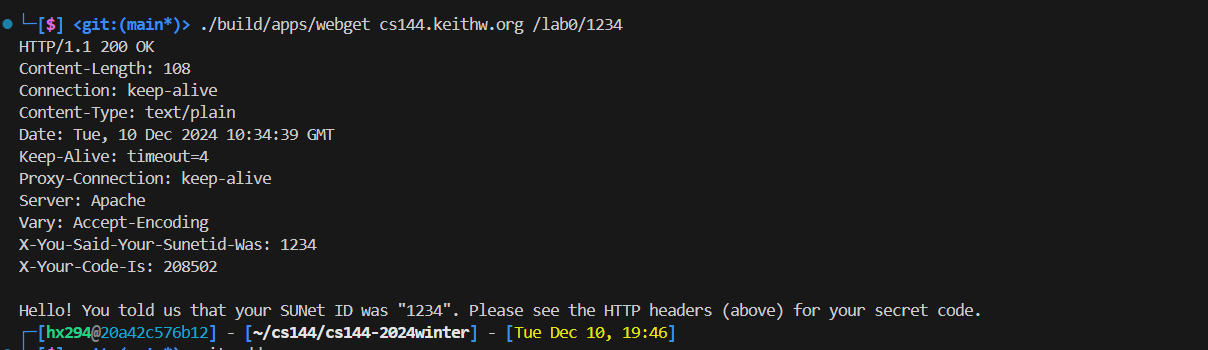 [$] <git:(main*)> ./build/apps/webget cs144.keithw.org /lab0/1234
HTTP/1.1 200 OK
Content-Length: 108
Connection: keep-alive
Content-Type: text/plain
Date: Tue, 10 Dec 2024 10:34:39 GMT
Keep-Alive: timeout=4
Proxy-Connection: keep-alive
Server: Apache
Vary: Accept-Encoding
X-You-Said-Your-Sunetid-Was: 1234
X-Your-Code-Is: 208502
Hello! You told us that your SUNet ID was "1234". Please see the HTTP headers (above) for your secret code.
[hx294@20a42c576b12] - [~/cs144/cs144-2024winter] - [Tue Dec 10, 19:46]